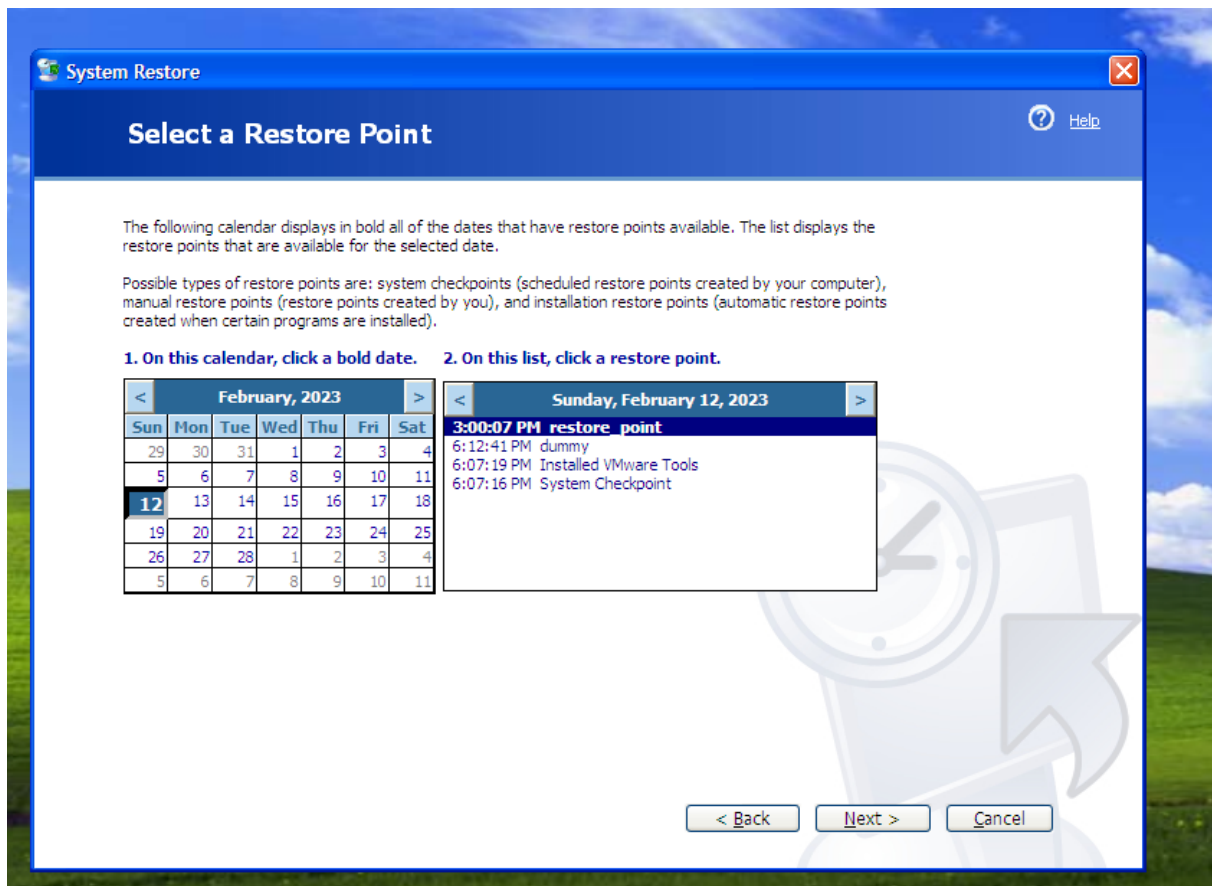 System Restore
Select a Restore Point
Help
The following calendar displays in bold all of the dates that have restore points available. The list displays the
restore points that are available for the selected date.
Possible types of restore points are: system checkpoints (scheduled restore points created by your computer),
manual restore points (restore points created by you), and installation restore points (automatic restore points
created when certain programs are installed).
1. On this calendar, click a bold date.
< February, 2023 >
Sun Mon Tue Wed Thu Fri Sat
29 30 31 1 2 3 4
5 6 7 8 9 10 11
12 13 14 15 16 17 18
19 20 21 22 23 24 25
26 27 28 1 2 3 4
5 6 7 8 9 10 11
2. On this list, click a restore point.
< Sunday, February 12, 2023 >
3:00:07 PM restore_point
6:12:41 PM dummy
6:07:19 PM Installed VMware Tools
6:07:16 PM System Checkpoint
< Back Next > Cancel